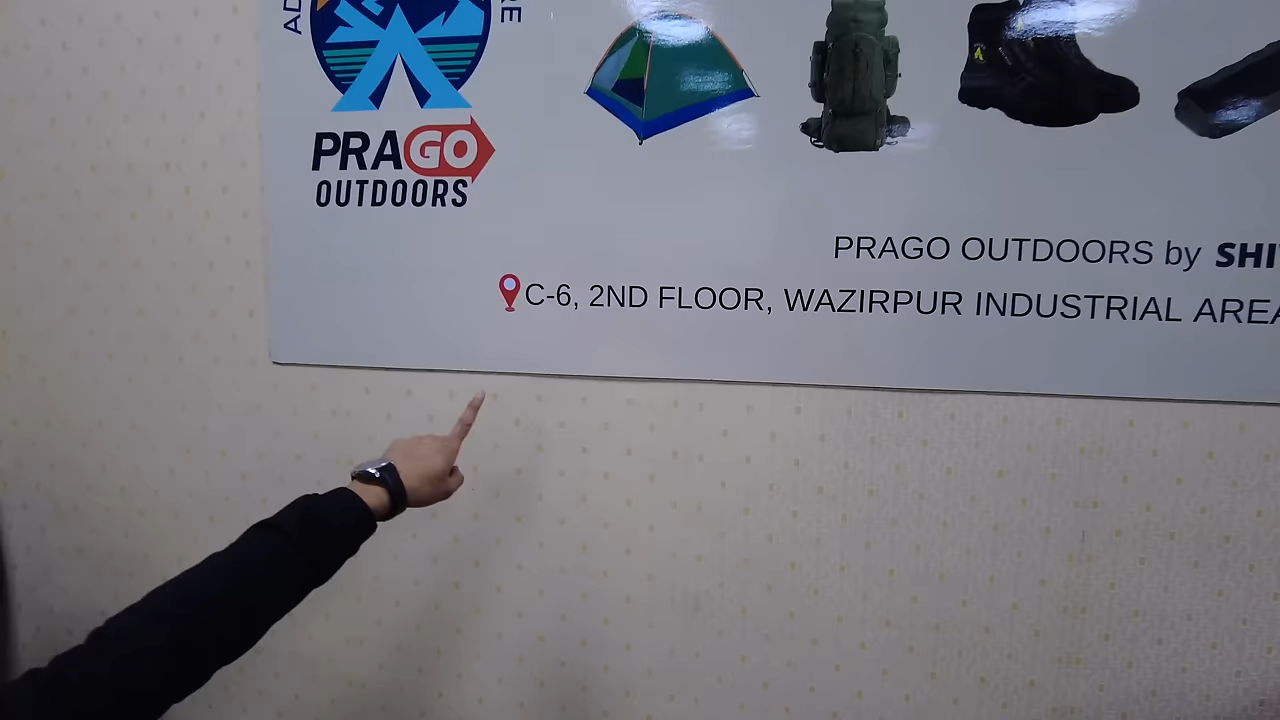 PRAGO
OUTDOORS
PRAGO OUTDOORS by
C-6, 2ND FLOOR, WAZIRPUR INDUSTRIAL AREA